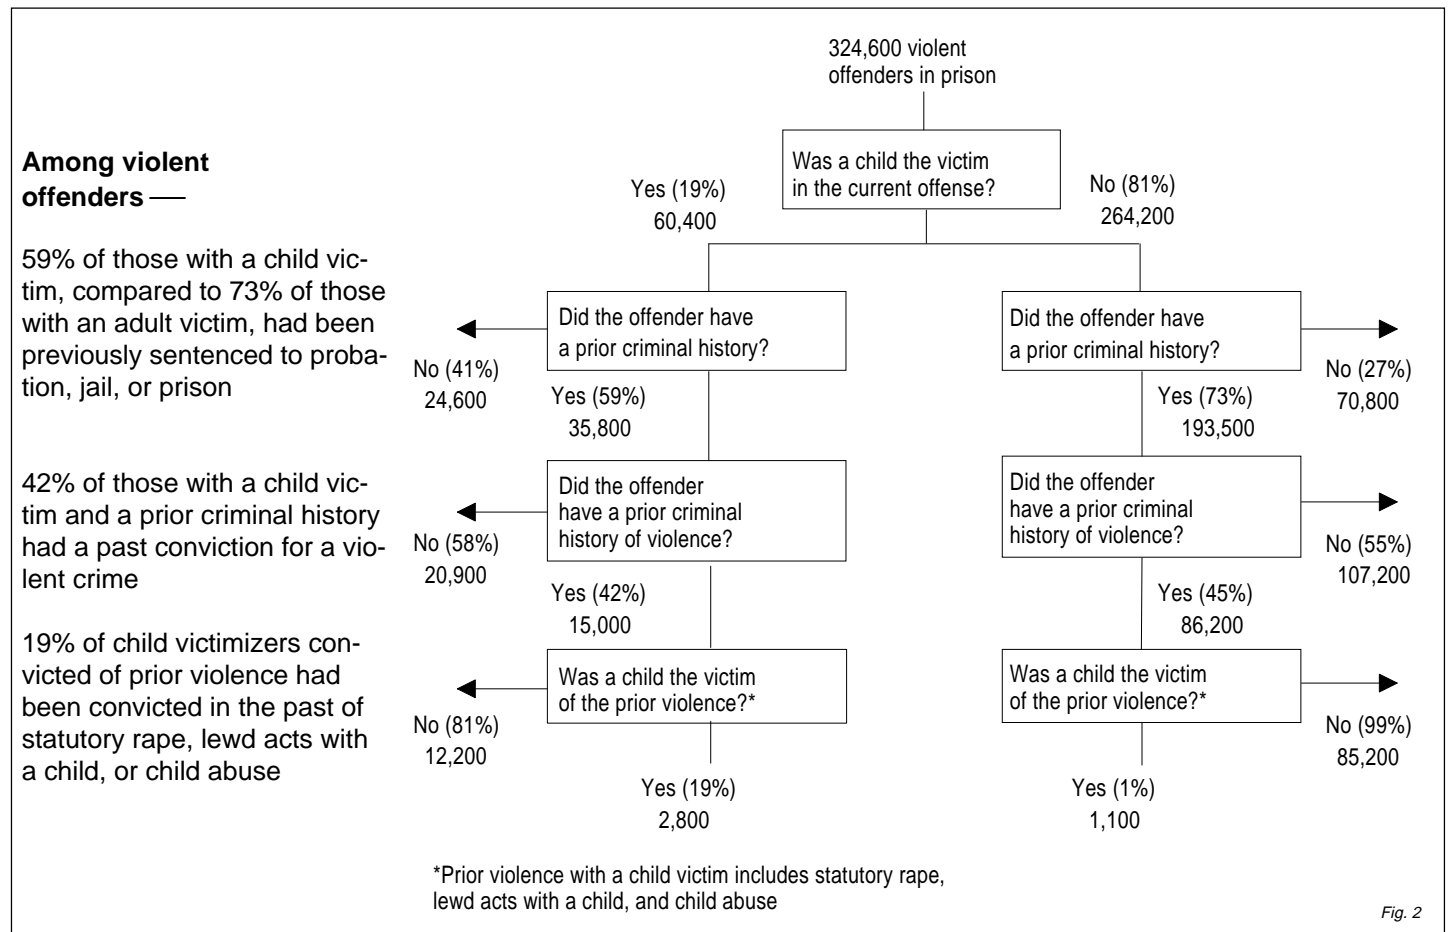 324,600 violent
offenders in prison
Among violent
offenders —
59% of those with a child vic-
tim, compared to 73% of those
with an adult victim, had been
previously sentenced to proba-
tion, jail, or prison
42% of those with a child vic-
tim and a prior criminal history
had a past conviction for a vio-
lent crime
19% of child victimizers con-
victed of prior violence had
been convicted in the past of
statutory rape, lewd acts with
a child, or child abuse
Was a child the victim
in the current offense?
Yes (19%)
60,400
No (81%)
264,200
Did the offender have
a prior criminal history?
No (41%)
24,600
Yes (59%)
35,800
Did the offender have
a prior criminal history?
Yes (73%)
193,500
No (27%)
70,800
Did the offender
have a prior criminal
history of violence?
No (58%)
20,900
Yes (42%)
15,000
Did the offender
have a prior criminal
history of violence?
Yes (45%)
86,200
No (55%)
107,200
Was a child the victim
of the prior violence?*
No (81%)
12,200
Yes (19%)
2,800
Was a child the victim
of the prior violence?*
No (99%)
85,200
Yes (1%)
1,100
*Prior violence with a child victim includes statutory rape,
lewd acts with a child, and child abuse
Fig. 2